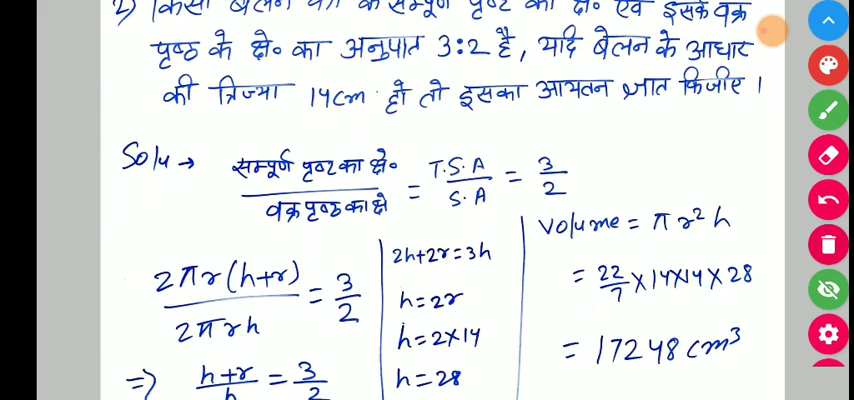 2) किसी बेलन के सम्पूर्ण पृष्ठ का क्षे० एवं इसके वक्र
पृष्ठ के क्षे० का अनुपात 3:2 है, यदि बेलन के आधार
की त्रिज्या 14cm हो तो इसका आयतन ज्ञात किजीए ।
Solu → सम्पूर्ण पृष्ठ का क्षे० / वक्र पृष्ठ का क्षे = T.S.A / S.A = 3/2
2πr(h+r) / 2πrh = 3/2
⇒ h+r / h = 3/2
2h+2r=3h
h=2r
h=2×14
h=28
Volume = πr²h
= 22/7 ×14×14×28
= 17248 cm³